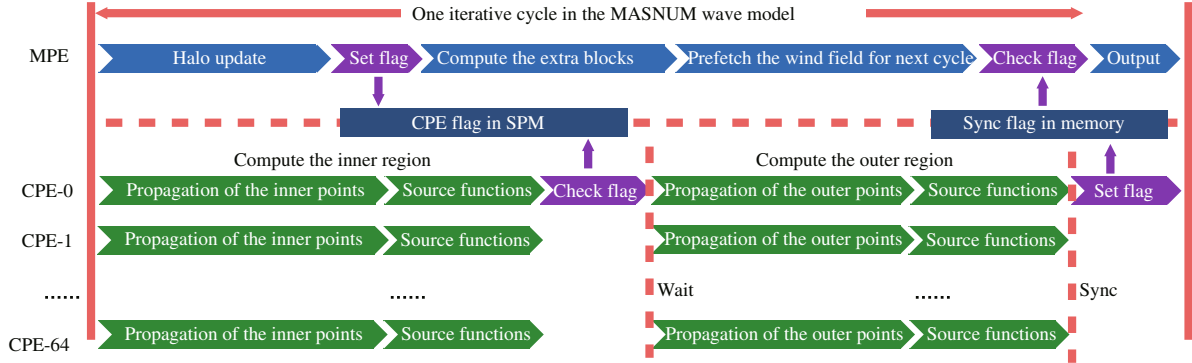 One iterative cycle in the MASNUM wave model
MPE
Halo update
Set flag
Compute the extra blocks
Prefetch the wind field for next cycle
Check flag
Output
CPE flag in SPM
Sync flag in memory
Compute the inner region
Compute the outer region
CPE-0
Propagation of the inner points
Source functions
Check flag
Propagation of the outer points
Source functions
Set flag
CPE-1
Propagation of the inner points
Source functions
Propagation of the outer points
Source functions
......
......
Wait
......
Sync
CPE-64
Propagation of the inner points
Source functions
Propagation of the outer points
Source functions